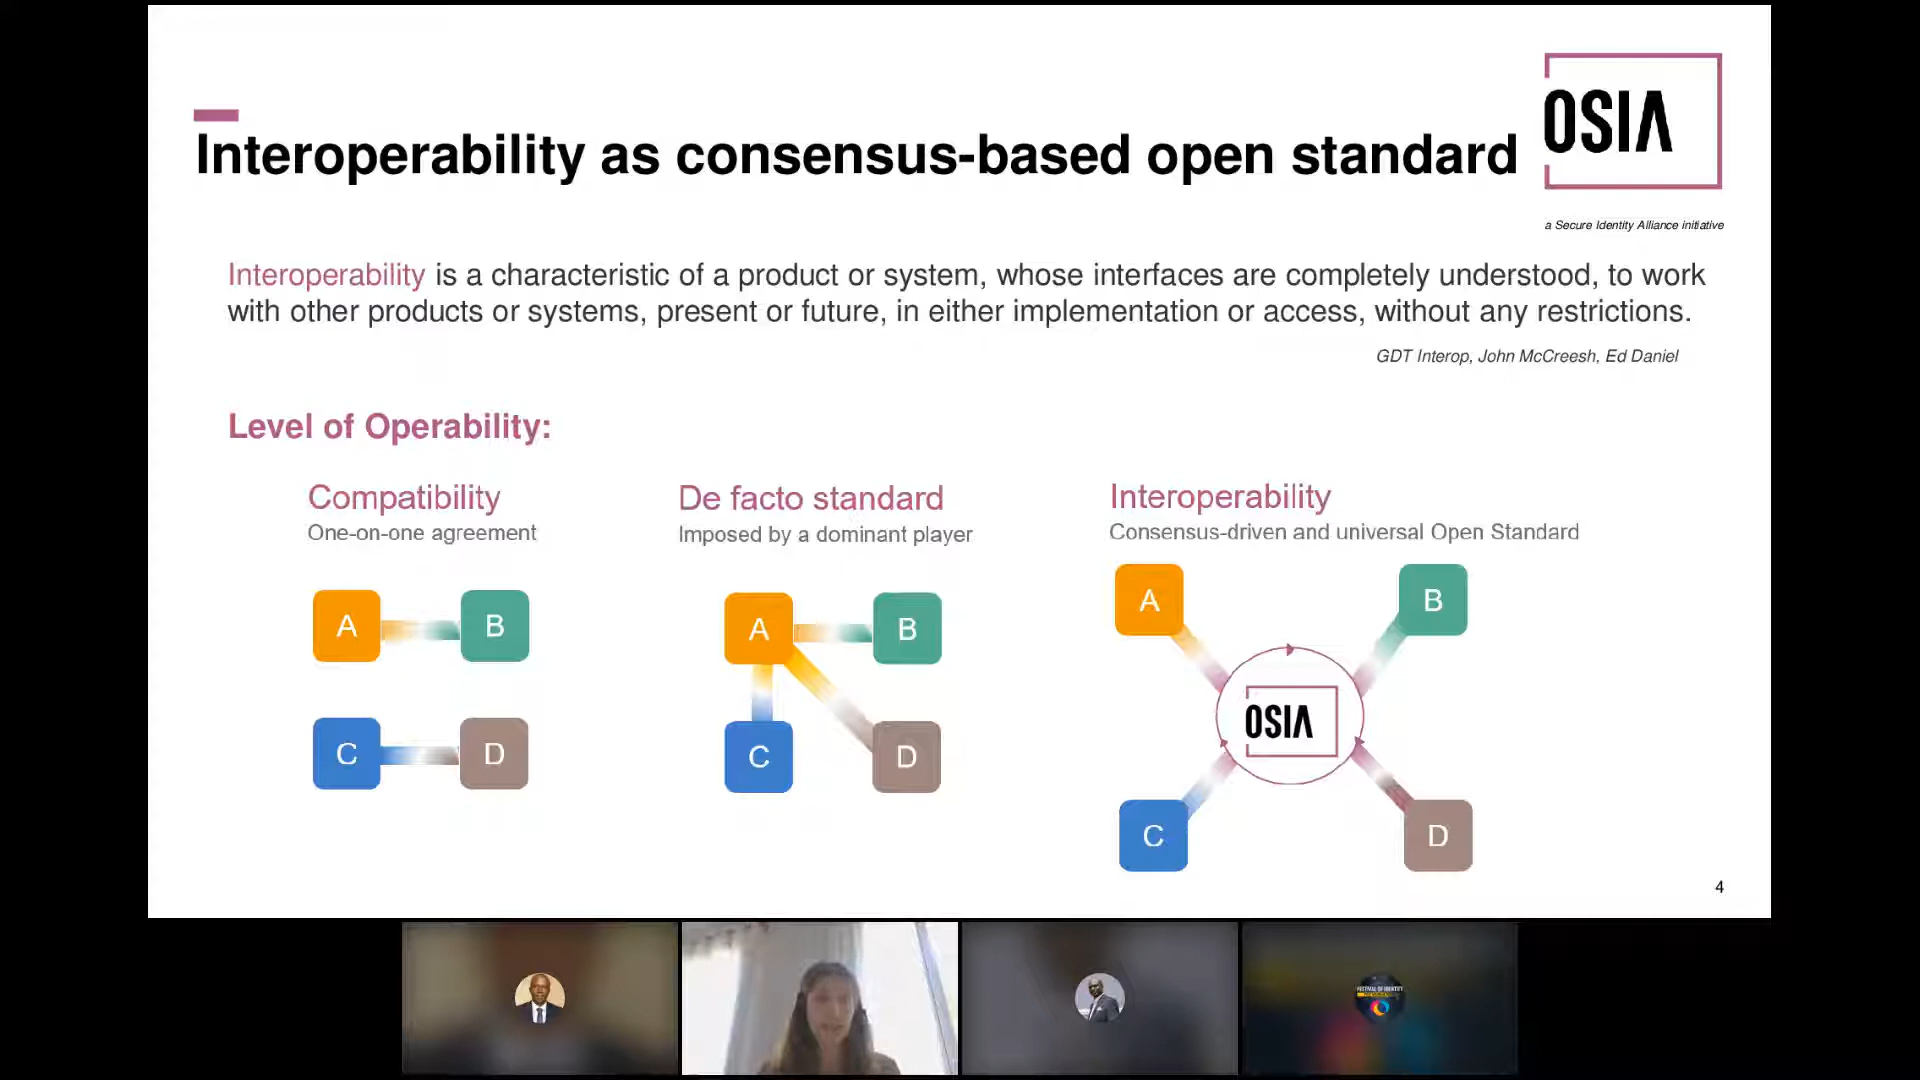 OSIA
Interoperability as consensus-based open standard
a Secure Identity Alliance initiative
Interoperability is a characteristic of a product or system, whose interfaces are completely understood, to work
with other products or systems, present or future, in either implementation or access, without any restrictions.
GDT Interop, John McCreesh, Ed Daniel
Level of Operability:
Compatibility
One-on-one agreement
A
B
C
D
De facto standard
Imposed by a dominant player
A
B
C
D
Interoperability
Consensus-driven and universal Open Standard
A
B
OSIA
C
D
4
FESTIVAL OF IDENTITY